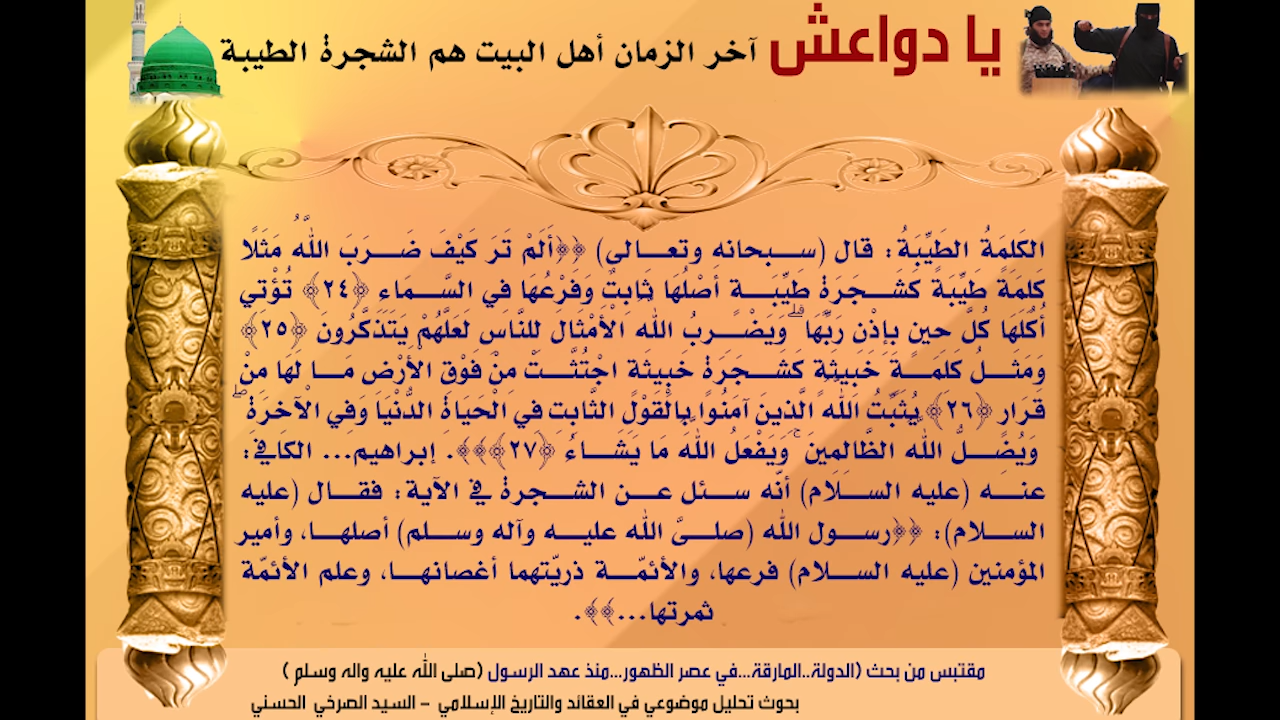 يا دواعش آخر الزمان أهل البيت هم الشجرة الطيبة
الكلمَةُ الطَيِّبَةُ: قال (سبحانه وتعالى) ﴿﴿أَلَمْ تَرَ كَيْفَ ضَرَبَ اللَّهُ مَثَلًا
كَلِمَةً طَيِّبَةً كَشَجَرَةٍ طَيِّبَةٍ أَصْلُهَا ثَابِتٌ وَفَرْعُهَا فِي السَّمَاءِ ﴿٢٤﴾ تُؤْتِي
أُكُلَهَا كُلَّ حِينٍ بِإِذْنِ رَبِّهَا ۗ وَيَضْرِبُ اللَّهُ الْأَمْثَالَ لِلنَّاسِ لَعَلَّهُمْ يَتَذَكَّرُونَ ﴿٢٥﴾
وَمَثَلُ كَلِمَةٍ خَبِيثَةٍ كَشَجَرَةٍ خَبِيثَةٍ اجْتُثَّتْ مِنْ فَوْقِ الْأَرْضِ مَا لَهَا مِنْ
قَرَارٍ ﴿٢٦﴾ يُثَبِّتُ اللَّهُ الَّذِينَ آمَنُوا بِالْقَوْلِ الثَّابِتِ فِي الْحَيَاةِ الدُّنْيَا وَفِي الْآخِرَةِ ۖ
وَيُضِلُّ اللَّهُ الظَّالِمِينَ ۚ وَيَفْعَلُ اللَّهُ مَا يَشَاءُ ﴿٢٧﴾﴾﴾. إبراهيم... الكافي:
عنه (عليه السلام) أنّه سئل عن الشجرة في الآية: فقال (عليه
السلام): ﴿﴿رسول الله (صلَّى الله عليه وآله وسلم) أصلها، وأمير
المؤمنين (عليه السلام) فرعها، والأئمّة ذريّتهما أغصانها، وعلم الأئمّة
ثمرتها...﴾﴾.
مقتبس من بحث (الدولة..المارقة...في عصر الظهور...منذ عهد الرسول (صلى الله عليه واله وسلم )
بحوث تحليل موضوعي في العقائد والتاريخ الإسلامي - السيد الصرخي الحسني